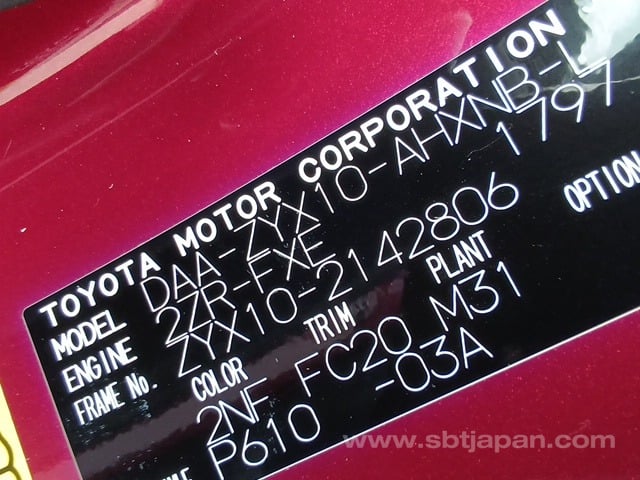 TOYOTA MOTOR CORPORATION
MODEL DAA-ZYX10-AHXNB-L
ENGINE 2ZR-FXE 1797
FRAME No. ZYX10-2142806
COLOR TRIM PLANT OPTION
2NF FC20 M31
P610 -03A
www.sbtjapan.com